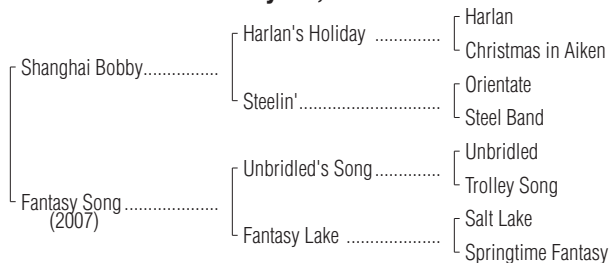 Harlan
Harlan's Holiday ..............
Christmas in Aiken
Shanghai Bobby................
Orientate
Steelin'.............................
Steel Band
Unbridled
Unbridled's Song..............
Trolley Song
Fantasy Song ...................
(2007)
Salt Lake
Fantasy Lake ...................
Springtime Fantasy